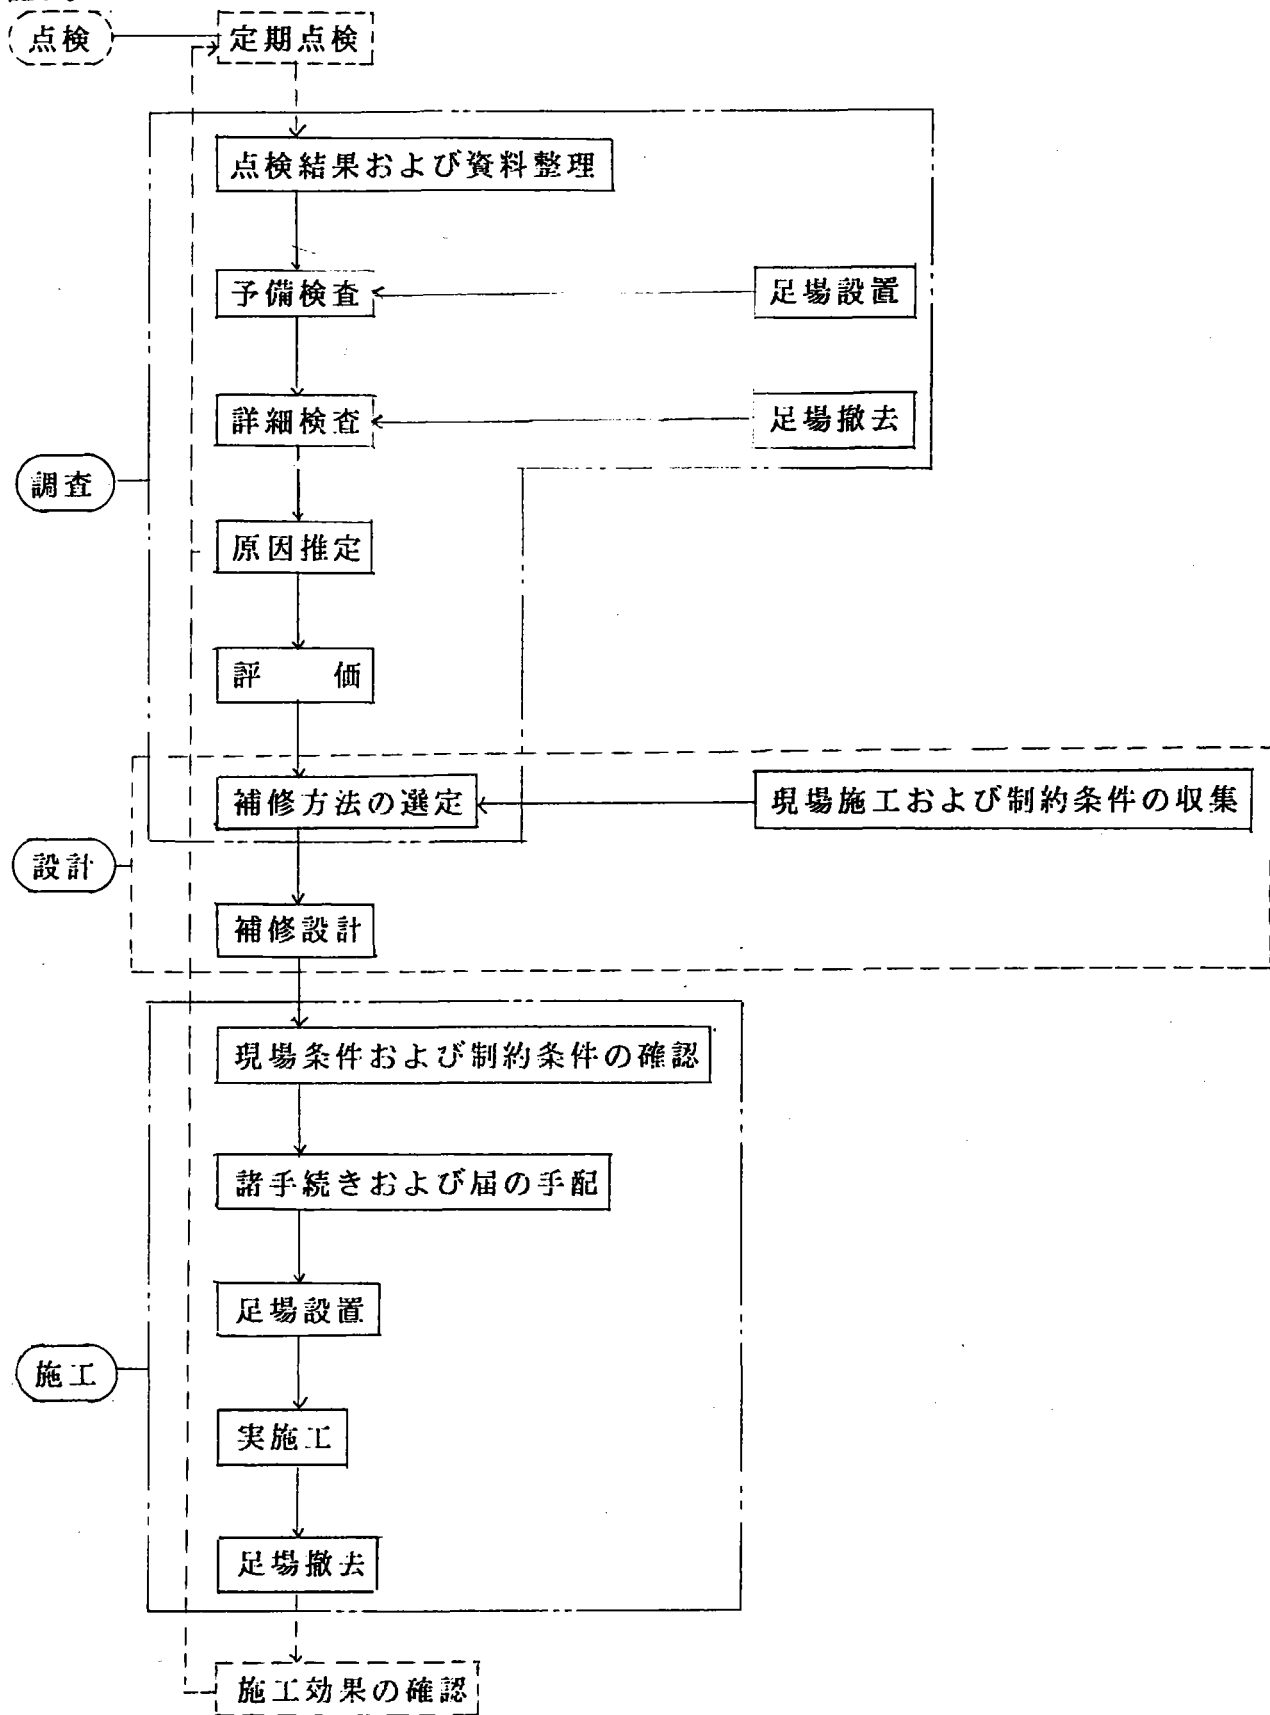 点検
定期点検
点検結果および資料整理
予備検査
足場設置
詳細検査
足場撤去
調査
原因推定
評価
補修方法の選定
現場施工および制約条件の収集
設計
補修設計
現場条件および制約条件の確認
諸手続きおよび届の手配
足場設置
施工
実施工
足場撤去
施工効果の確認